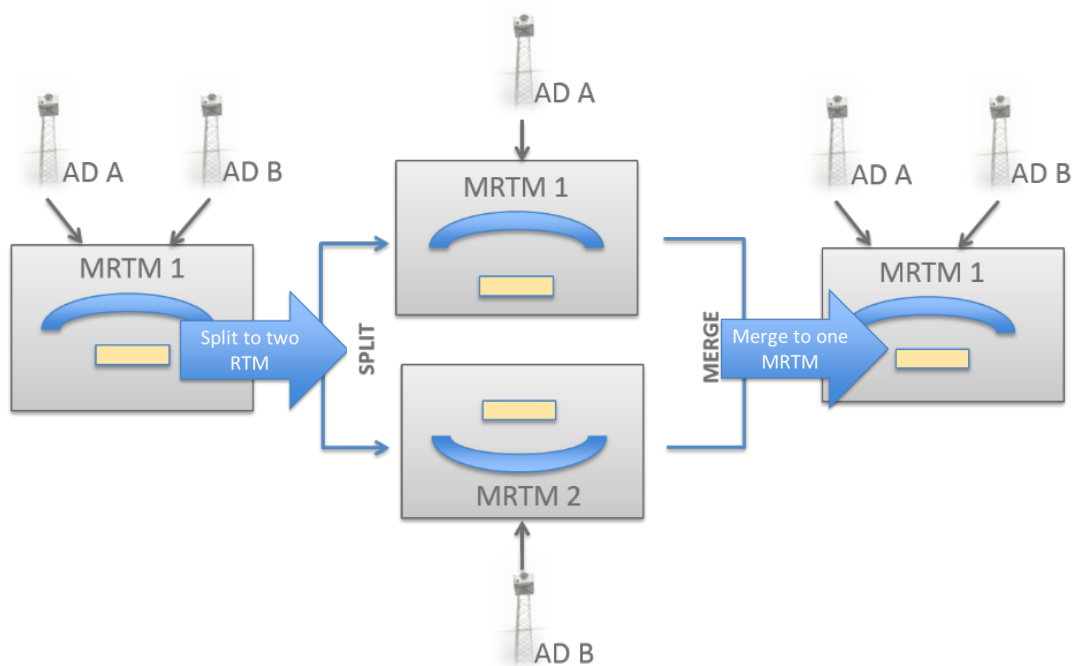 AD A
AD B
MRTM 1
Split to two
RTM
SPLIT
AD A
MRTM 1
MRTM 2
AD B
MERGE
Merge to one
MRTM
AD A
AD B
MRTM 1